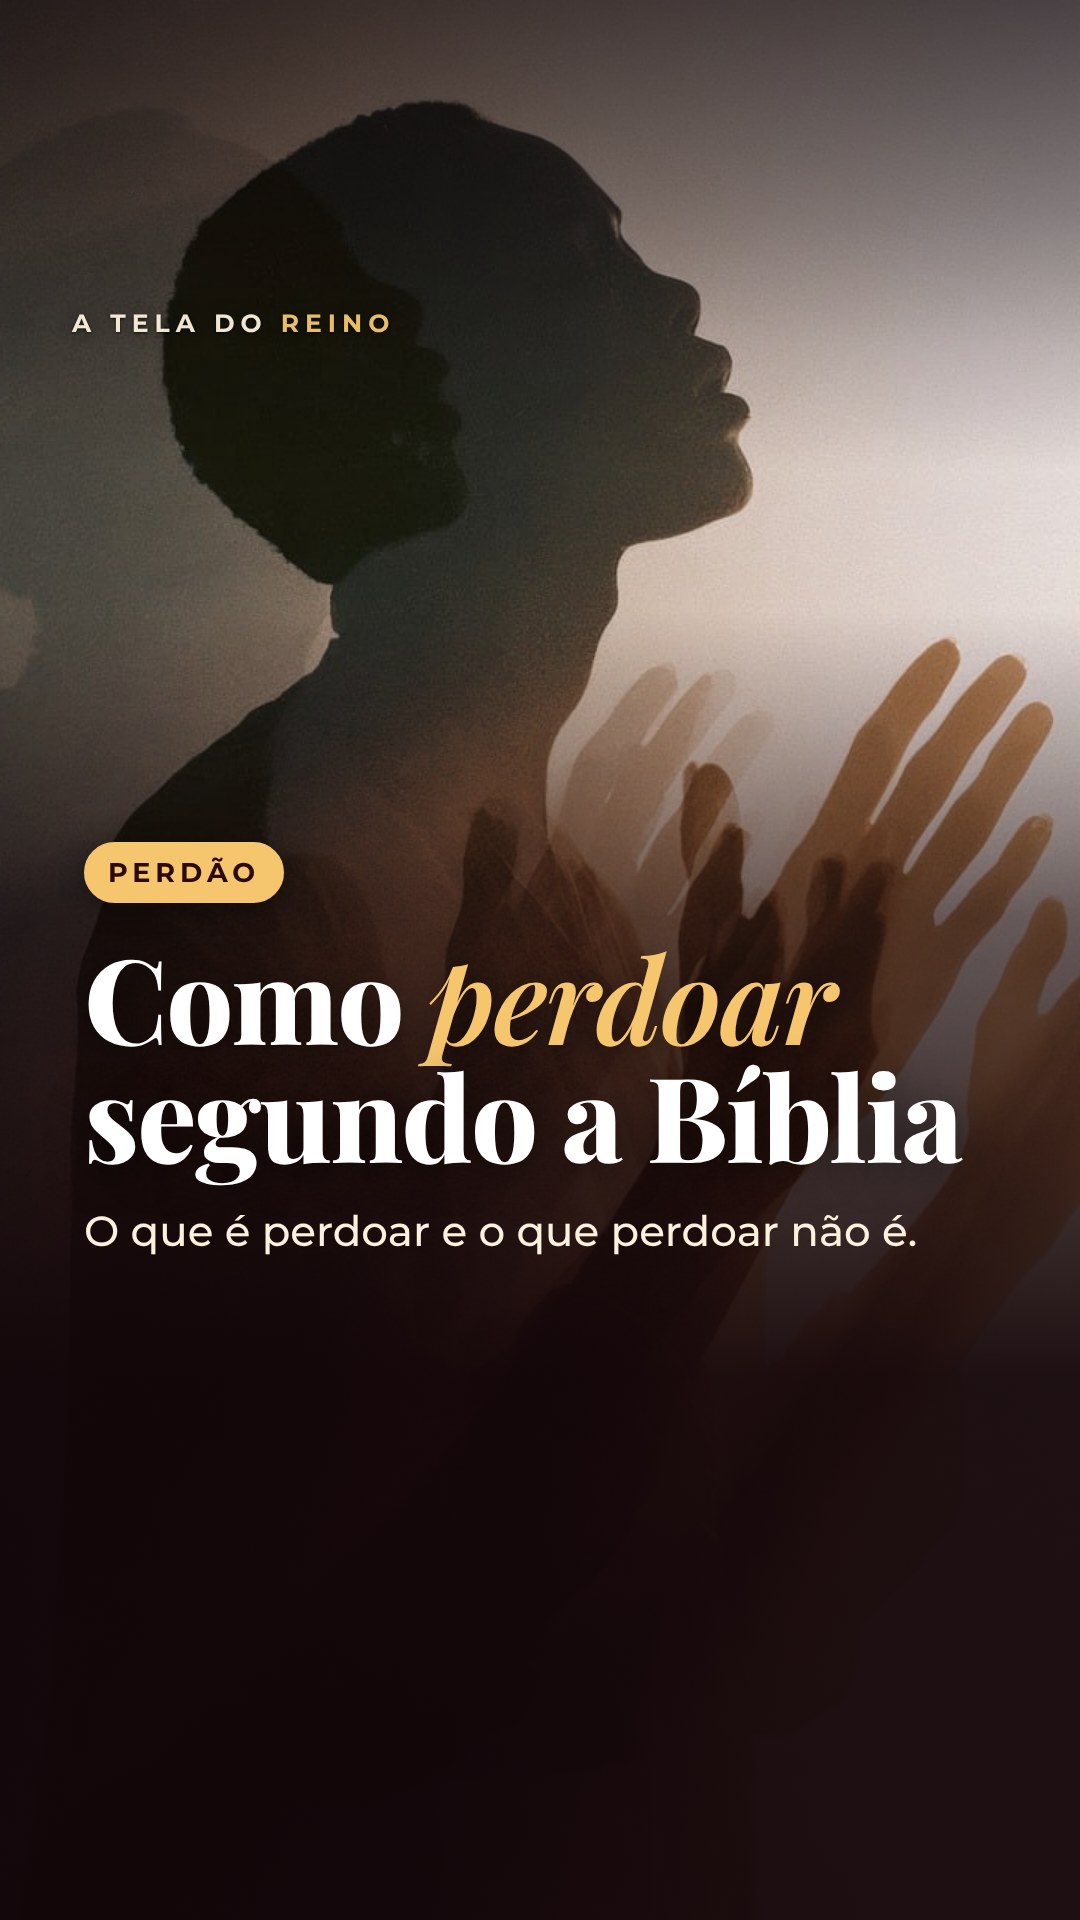 A TELA DO REINO
PERDÃO
Como perdoar
segundo a Bíblia
O que é perdoar e o que perdoar não é.